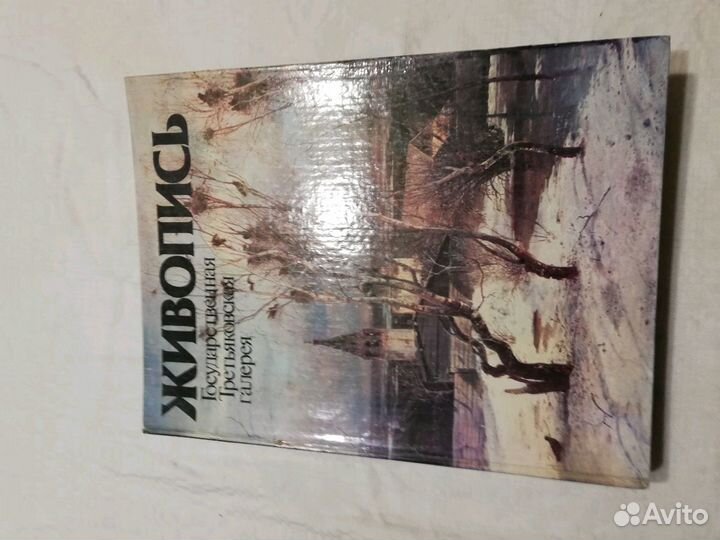 ЖИВОПИСЬ
Государственная
Третьяковская
галерея
Avito